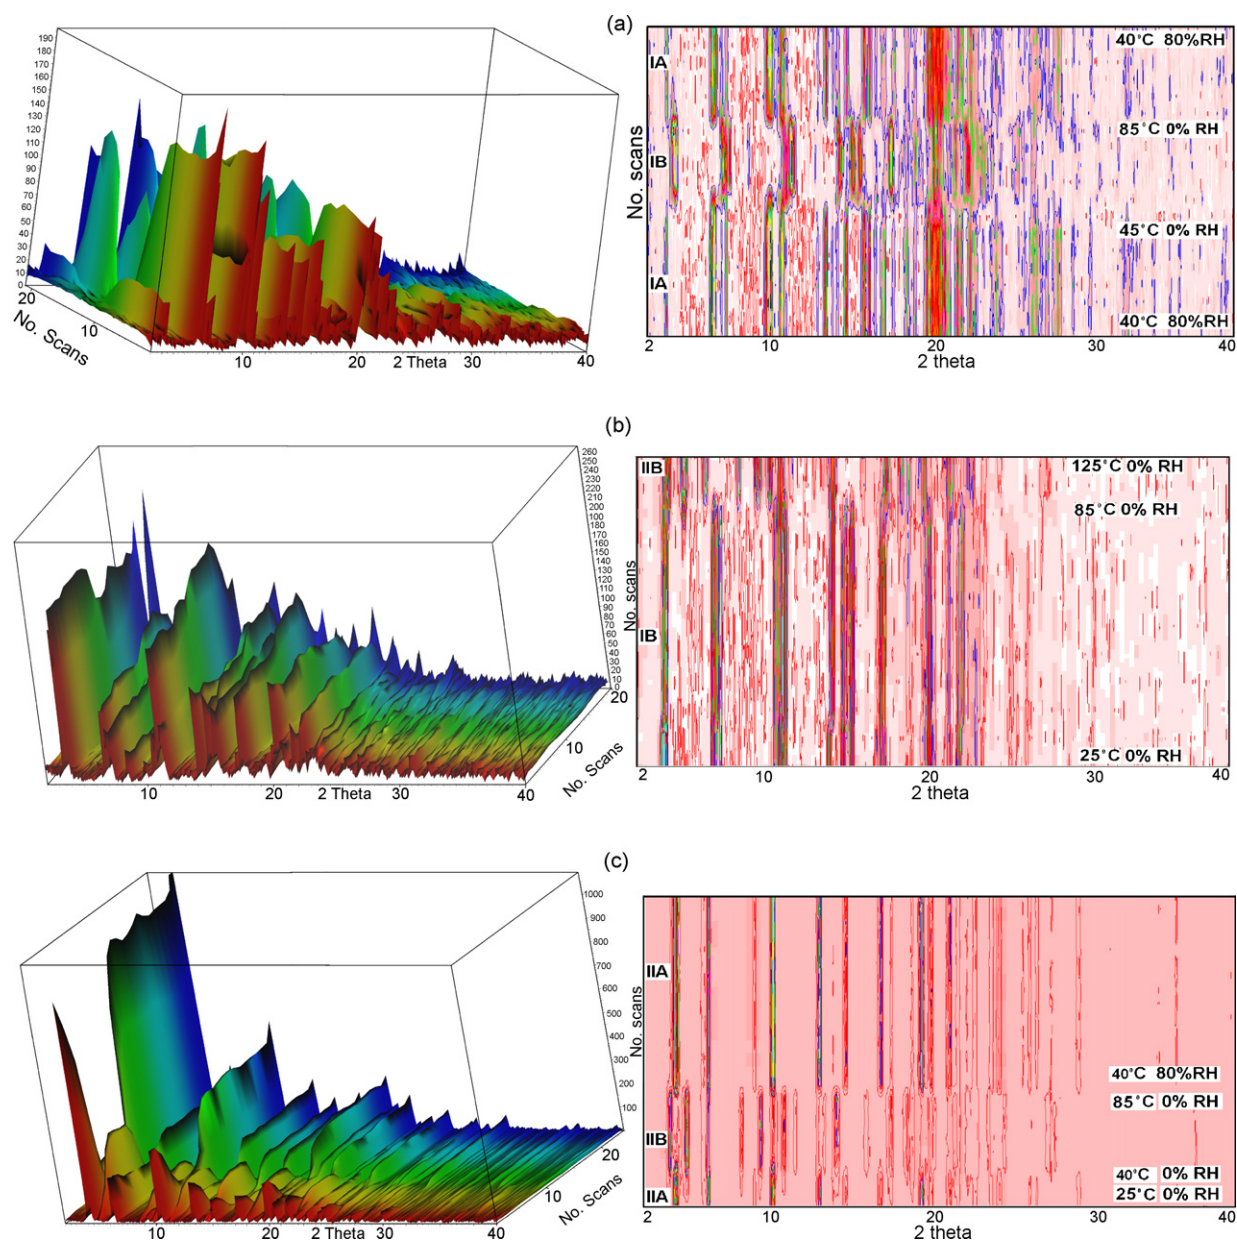 (a)
190
180
170
160
150
140
130
120
110
100
90
80
70
60
50
40
30
20
10
0
20
10
No. Scans
10
20
2 Theta
30
40
No. scans
IA
IB
IA
40°C 80%RH
85°C 0% RH
45°C 0% RH
40°C 80%RH
2
10
20
30
40
2 theta
(b)
260
250
240
230
220
210
200
190
180
170
160
150
140
130
120
110
100
90
80
70
60
50
40
30
20
10
0
20
10
No. Scans
10
20
2 Theta
30
40
No. scans
IIB
IB
125°C 0% RH
85°C 0% RH
25°C 0% RH
2
10
20
30
40
2 theta
(c)
1000
900
800
700
600
500
400
300
200
100
20
10
No. Scans
10
20
2 Theta
30
40
No. scans
IIA
IIB
IIA
40°C 80%RH
85°C 0% RH
40°C 0% RH
25°C 0% RH
2
10
20
30
40
2 theta